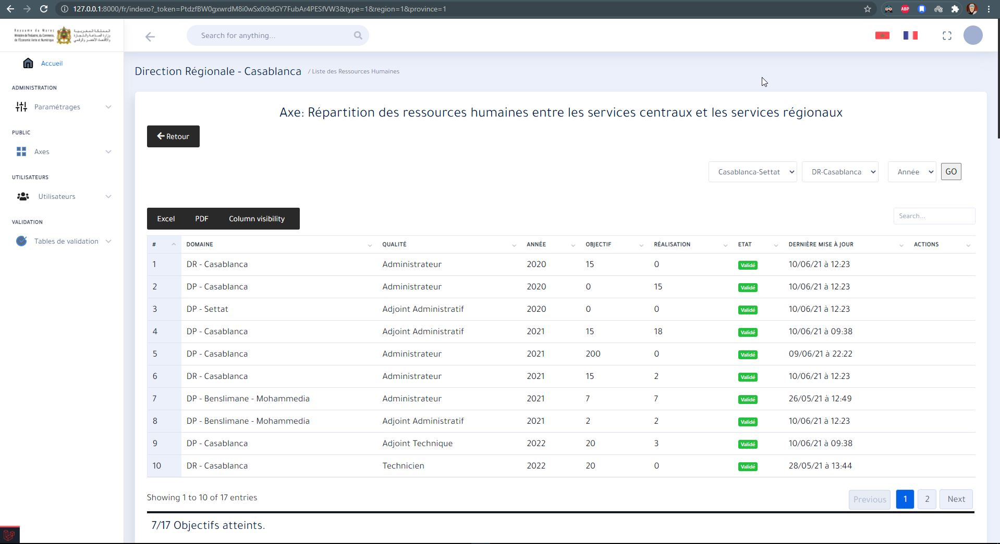 127.0.0.1:8000/fr/indexo?_token=PtdzfBW0gxwrdM8i0wSx0i9dGY7FubAr4PESfVW3&type=1&region=1&province=1
ABP
Royaume du Maroc
Ministère de l'Industrie, du Commerce,
de l'Économie Verte et Numérique
المملكة المغربية
وزارة الصناعة والتجارة
والاقتصاد الأخضر والرقمي
Search for anything...
Accueil
ADMINISTRATION
Paramétrages
PUBLIC
Axes
UTILISATEURS
Utilisateurs
VALIDATION
Tables de validation
Direction Régionale - Casablanca / Liste des Ressources Humaines
Axe: Répartition des ressources humaines entre les services centraux et les services régionaux
Retour
Casablanca-Settat DR-Casablanca Année GO
Excel PDF Column visibility
Search...
# DOMAINE QUALITÉ ANNÉE OBJECTIF RÉALISATION ETAT DERNIÈRE MISE À JOUR ACTIONS
1 DR - Casablanca Administrateur 2020 15 0 Validé 10/06/21 à 12:23
2 DP - Casablanca Administrateur 2020 0 15 Validé 10/06/21 à 12:23
3 DP - Settat Adjoint Administratif 2020 0 0 Validé 10/06/21 à 12:23
4 DP - Casablanca Adjoint Administratif 2021 15 18 Validé 10/06/21 à 09:38
5 DP - Casablanca Administrateur 2021 200 0 Validé 09/06/21 à 22:22
6 DR - Casablanca Administrateur 2021 15 2 Validé 10/06/21 à 12:23
7 DP - Benslimane - Mohammedia Administrateur 2021 7 7 Validé 26/05/21 à 12:49
8 DP - Benslimane - Mohammedia Adjoint Administratif 2021 2 2 Validé 10/06/21 à 12:23
9 DP - Casablanca Adjoint Technique 2022 20 3 Validé 10/06/21 à 09:38
10 DR - Casablanca Technicien 2022 20 0 Validé 28/05/21 à 13:44
Showing 1 to 10 of 17 entries
Previous 1 2 Next
7/17 Objectifs atteints.